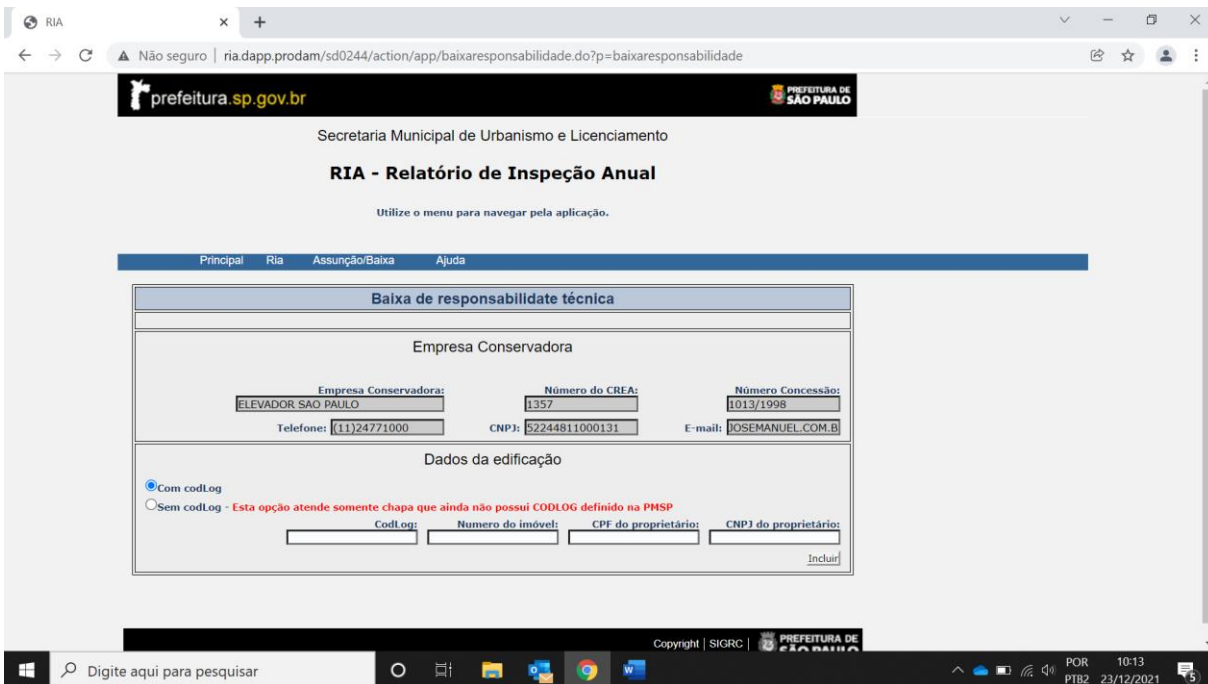 RIA
Não seguro | ria.dapp.prodam/sd0244/action/app/baixaresponsabilidade.do?p=baixaresponsabilidade
prefeitura.sp.gov.br
PREFEITURA DE
SÃO PAULO
Secretaria Municipal de Urbanismo e Licenciamento
RIA - Relatório de Inspeção Anual
Utilize o menu para navegar pela aplicação.
Principal Ria Assunção/Baixa Ajuda
Baixa de responsabilidate técnica
Empresa Conservadora
Empresa Conservadora: Número do CREA: Número Concessão:
ELEVADOR SAO PAULO 1357 1013/1998
Telefone: (11)24771000 CNPJ: 52244811000131 E-mail: JOSEMANUEL.COM.B
Dados da edificação
Com codLog
Sem codLog - Esta opção atende somente chapa que ainda não possui CODLOG definido na PMSP
CodLog: Numero do imóvel: CPF do proprietário: CNPJ do proprietário:
Incluir
Copyright | SIGRC | PREFEITURA DE
SÃO PAULO
Digite aqui para pesquisar
POR 10:13
PTB2 23/12/2021
5